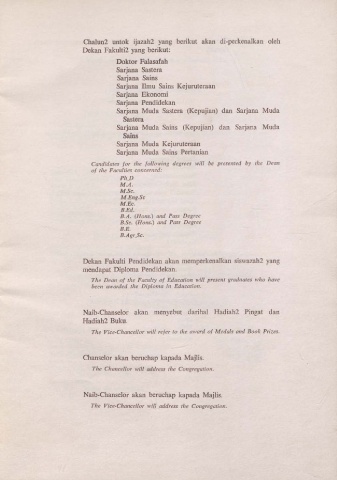 Chalun2 untok ijazah2 yang berikut akan di-perkenalkan oleh
Dekan Fakulti2 yang berikut:
Doktor Falasafah
Sarjana Sastera
Sarjana Sains
Sarjana Ilmu Sains Kejuruteraan
Sarjana Ekonomi
Sarjana Pendidekan
Sarjana Muda Sastera (Kepujian) dan Sarjana Muda
Sastera
Sarjana Muda Sains (Kepujian) dan Sarjana Muda
Sains
Sarjana Muda Kejuruteraan
Sarjana Muda Sains Pertanian
Candidates for the following degrees will be presented by the Dean
of the Faculties concerned:
Ph.D
M.A.
M.Sc.
M.Eng.Sc
M.Ec.
B.Ed.
B.A. (Hons.) and Pass Degree
B.Sc. (Hons.) and Pass Degree
B.E.
B.Agr.Sc.
Dekan Fakulti Pendidekan akan memperkenalkan siswazah2 yang
mendapat Diploma Pendidekan.
The Dean of the Faculty of Education will present graduates who have
been awarded the Diploma in Education.
Naib-Chanselor akan menyebut darihal Hadiah2 Pingat dan
Hadiah2 Buku.
The Vice-Chancellor will refer to the award of Medals and Book Prizes.
Chanselor akan beruchap kapada Majlis.
The Chancellor will address the Congregation.
Naib-Chanselor akan beruchap kapada Majlis.
The Vice-Chancellor will address the Congregation.